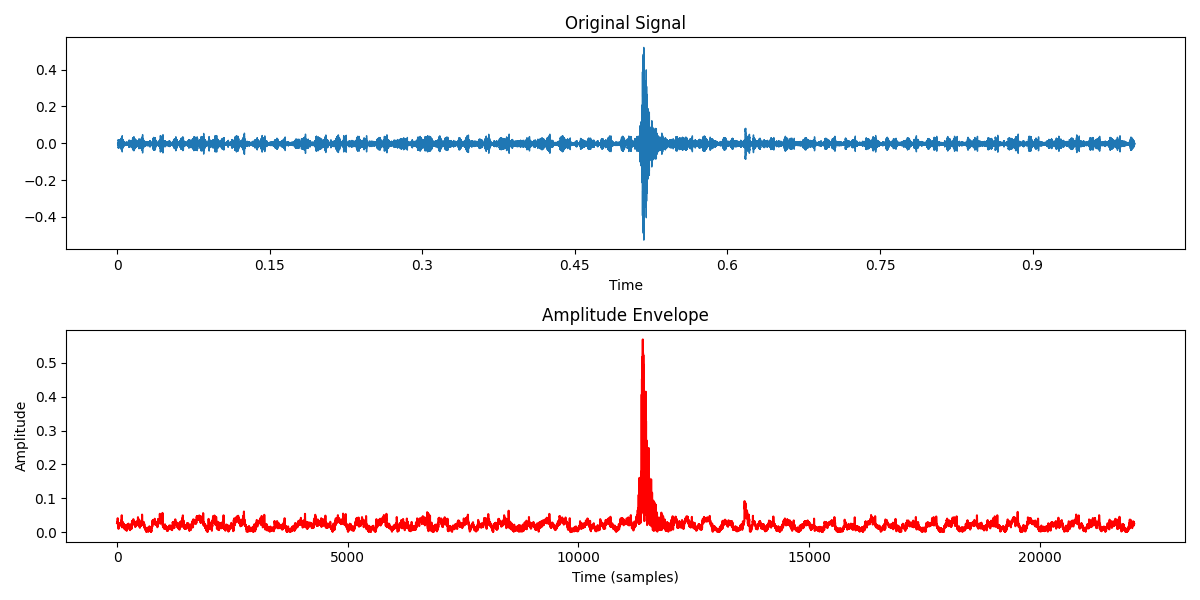 Original Signal
0.4
0.2
0.0
−0.2
−0.4
0 0.15 0.3 0.45 0.6 0.75 0.9
Time
Amplitude Envelope
Amplitude
0.5
0.4
0.3
0.2
0.1
0.0
0 5000 10000 15000 20000
Time (samples)